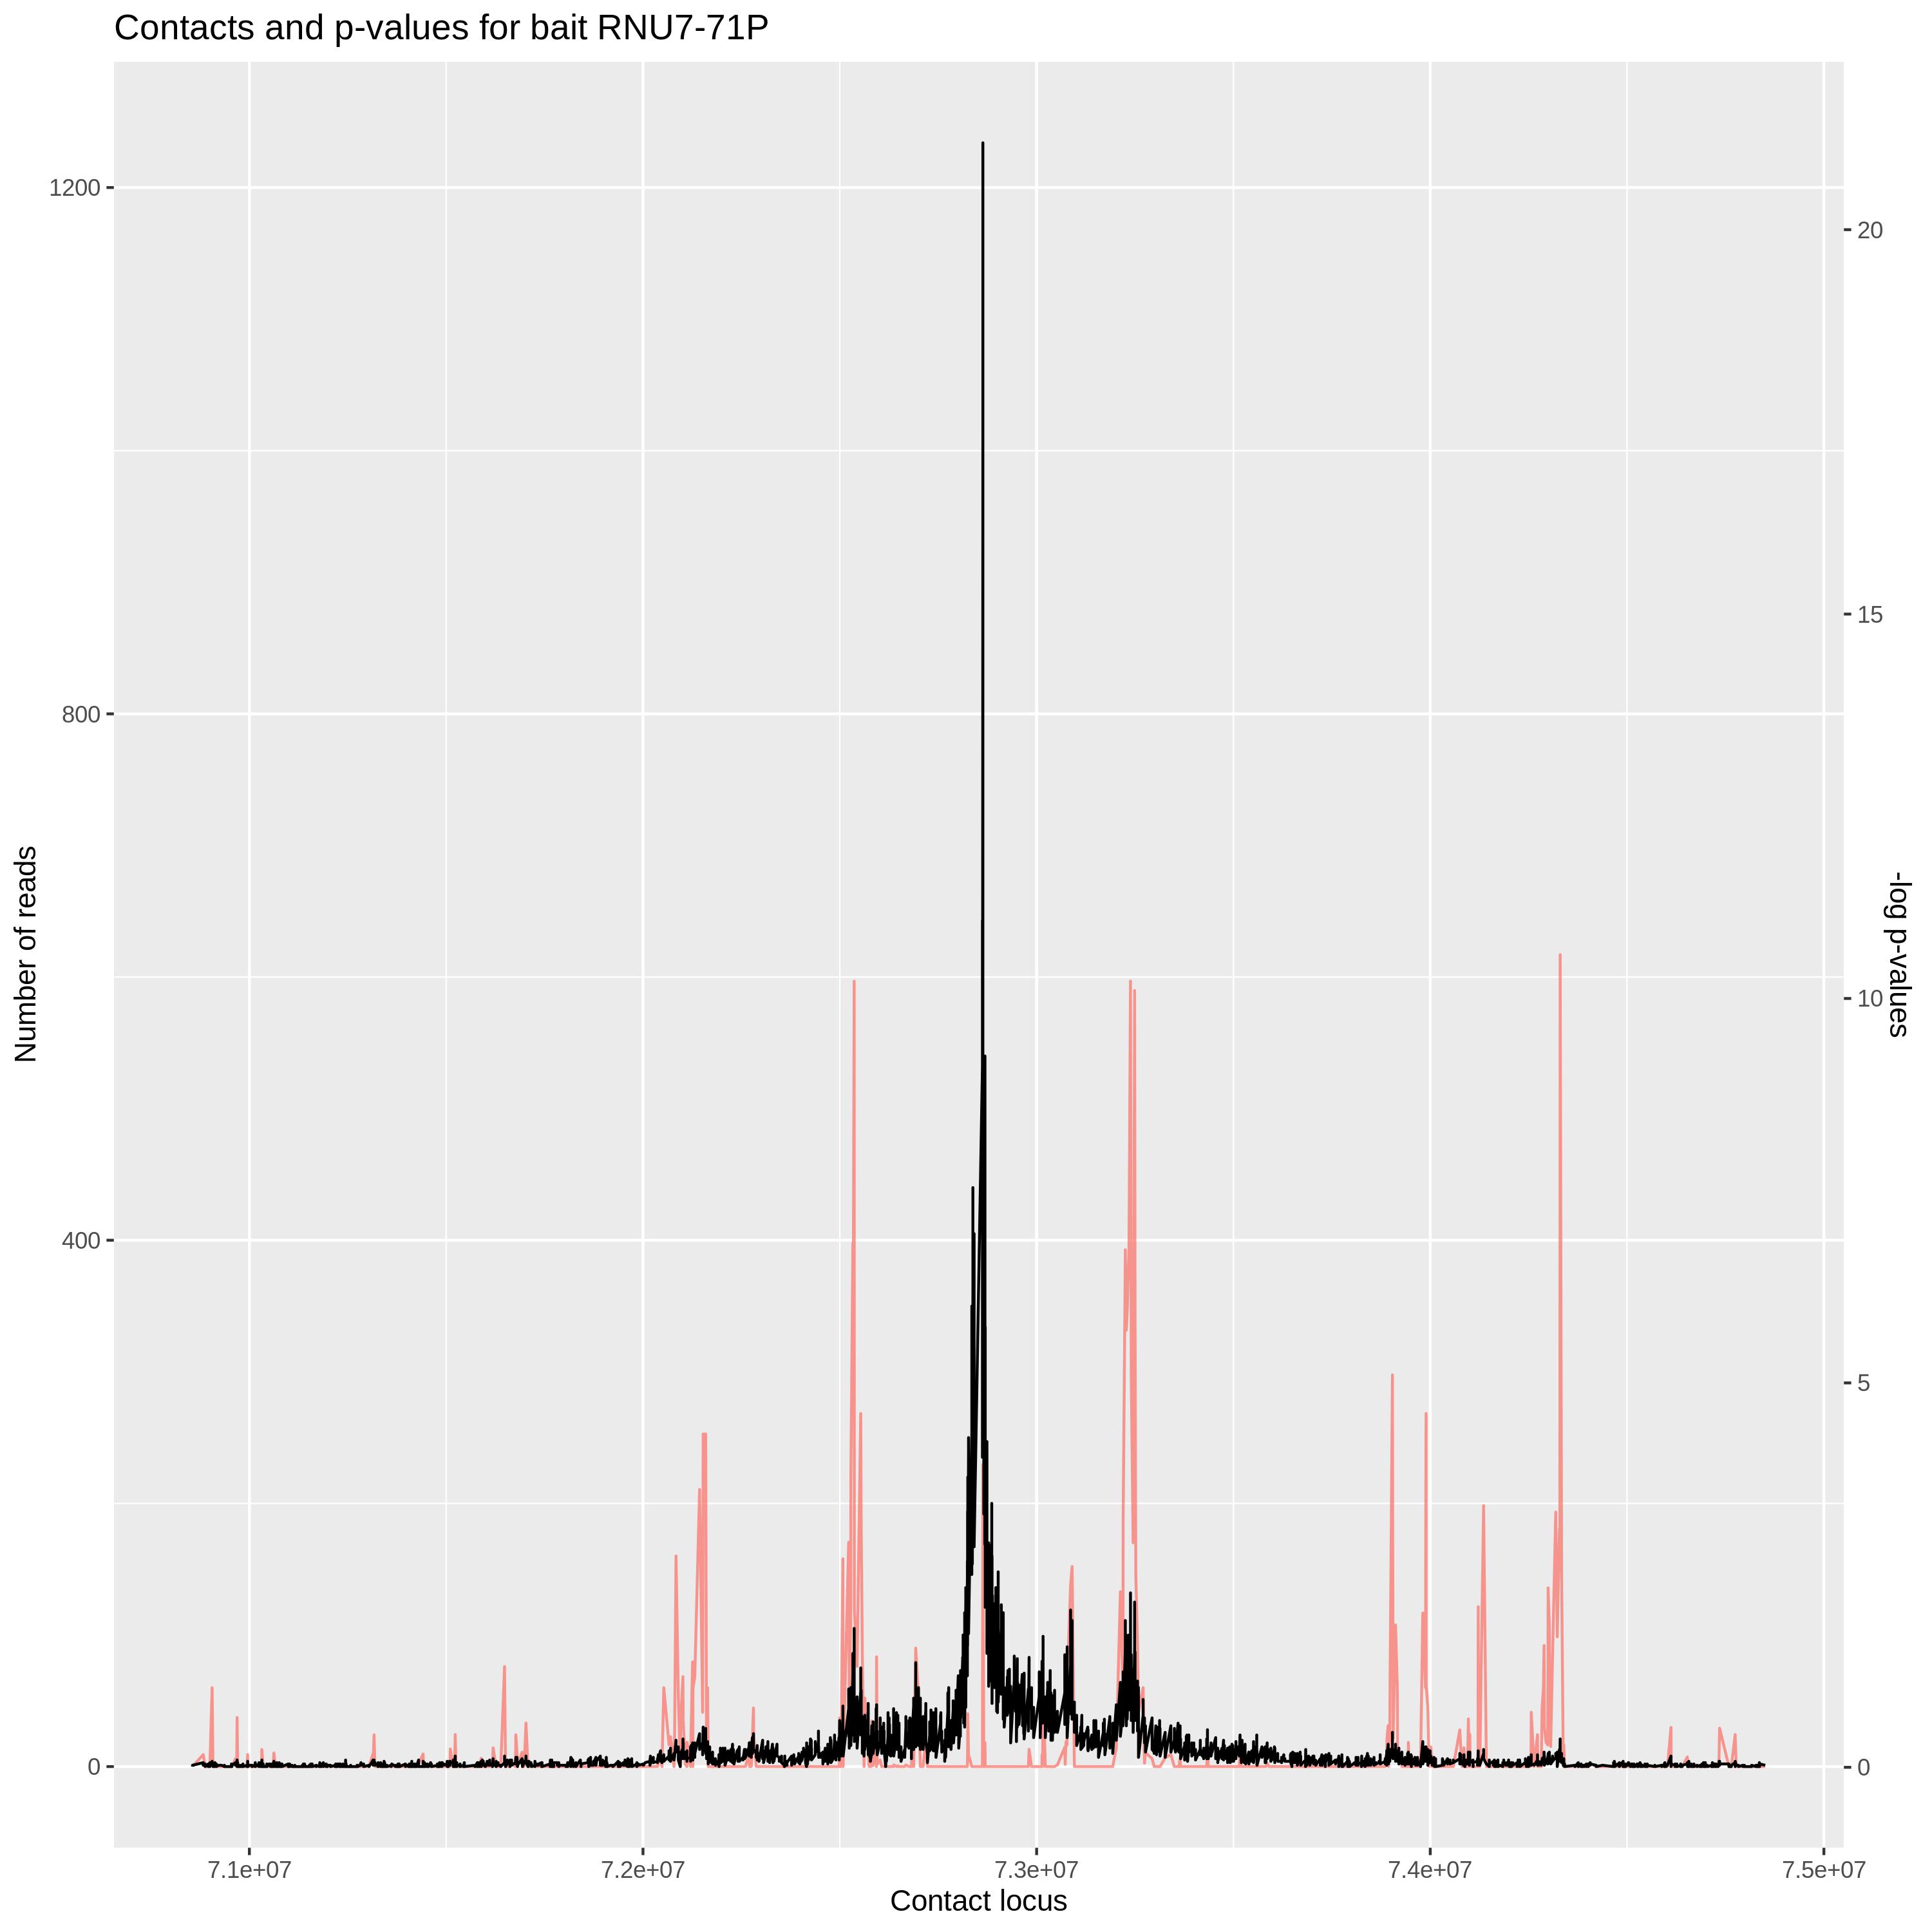 Contacts and p-values for bait RNU7-71P
Number of reads
1200
800
400
0
20
15
10
5
0
-log p-values
7.1e+07
7.2e+07
7.3e+07
7.4e+07
7.5e+07
Contact locus